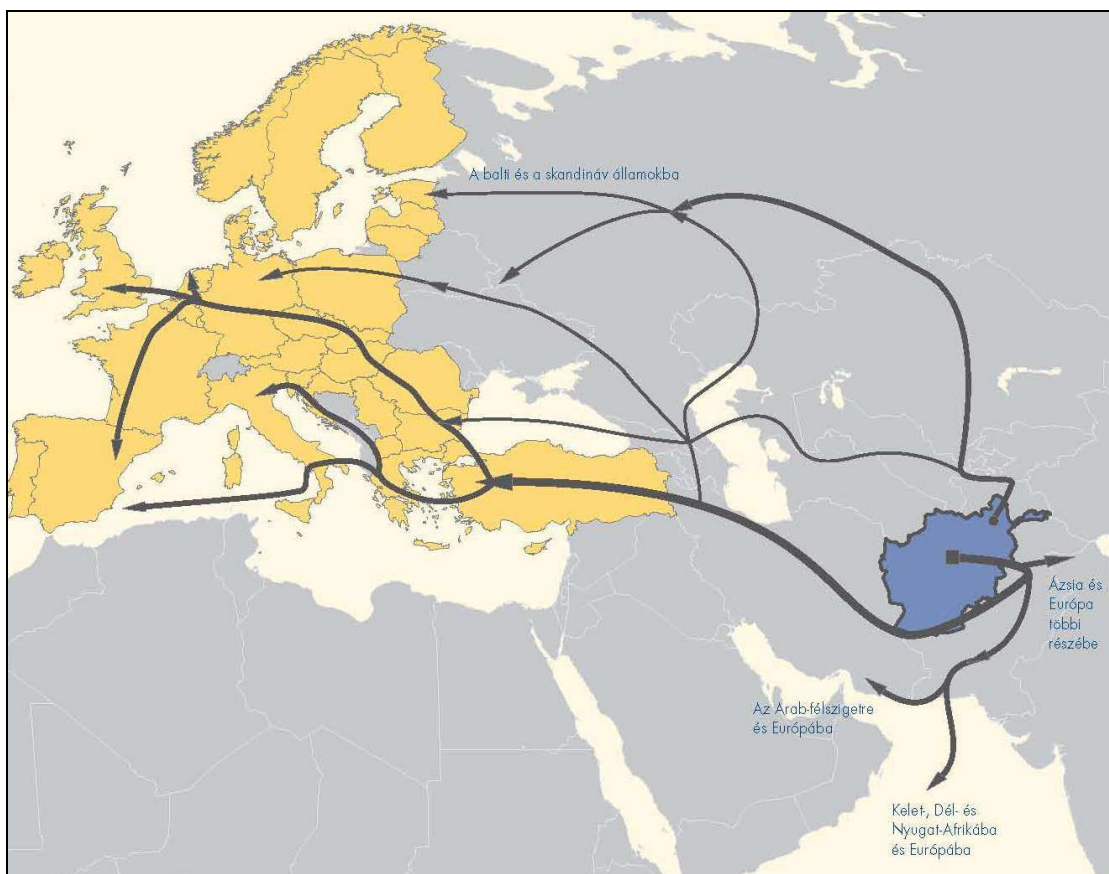 A balti és a skandináv államokba
Ázsia és
Európa
többi
részébe
Az Arab-félszigetre
és Európába
Kelet-, Dél- és
Nyugat-Afrikába
és Európába